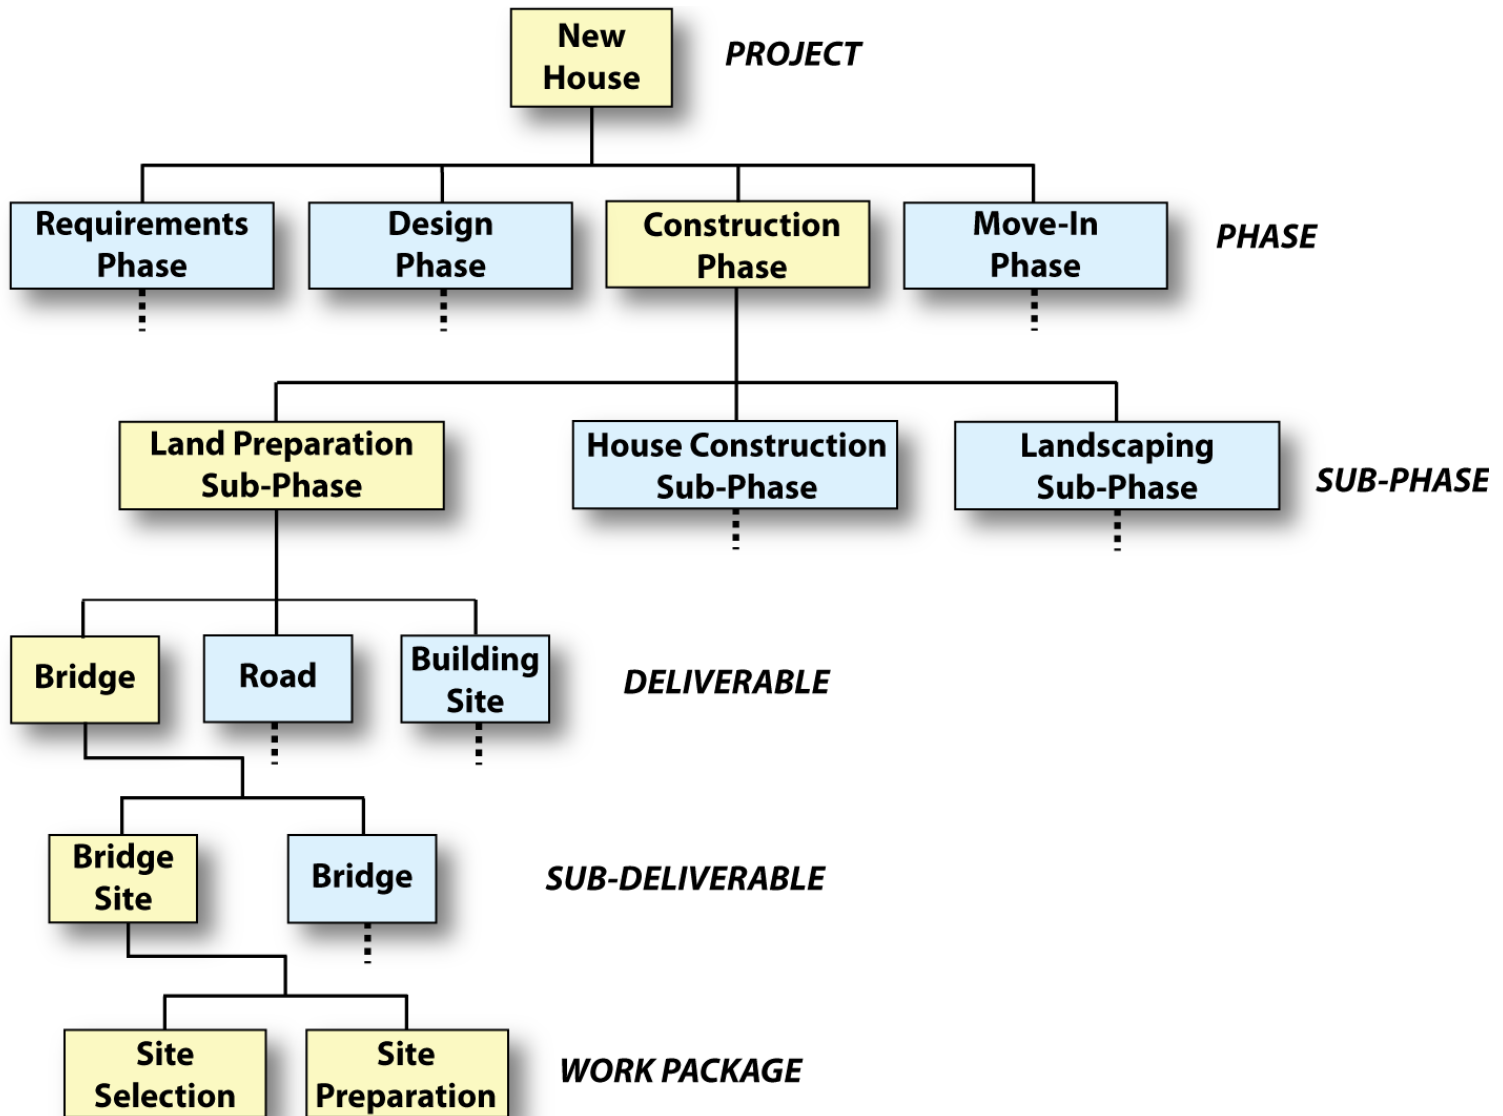 New
House
PROJECT
Requirements
Phase
Design
Phase
Construction
Phase
Move-In
Phase
PHASE
Land Preparation
Sub-Phase
House Construction
Sub-Phase
Landscaping
Sub-Phase
SUB-PHASE
Bridge
Road
Building
Site
DELIVERABLE
Bridge
Site
Bridge
SUB-DELIVERABLE
Site
Selection
Site
Preparation
WORK PACKAGE